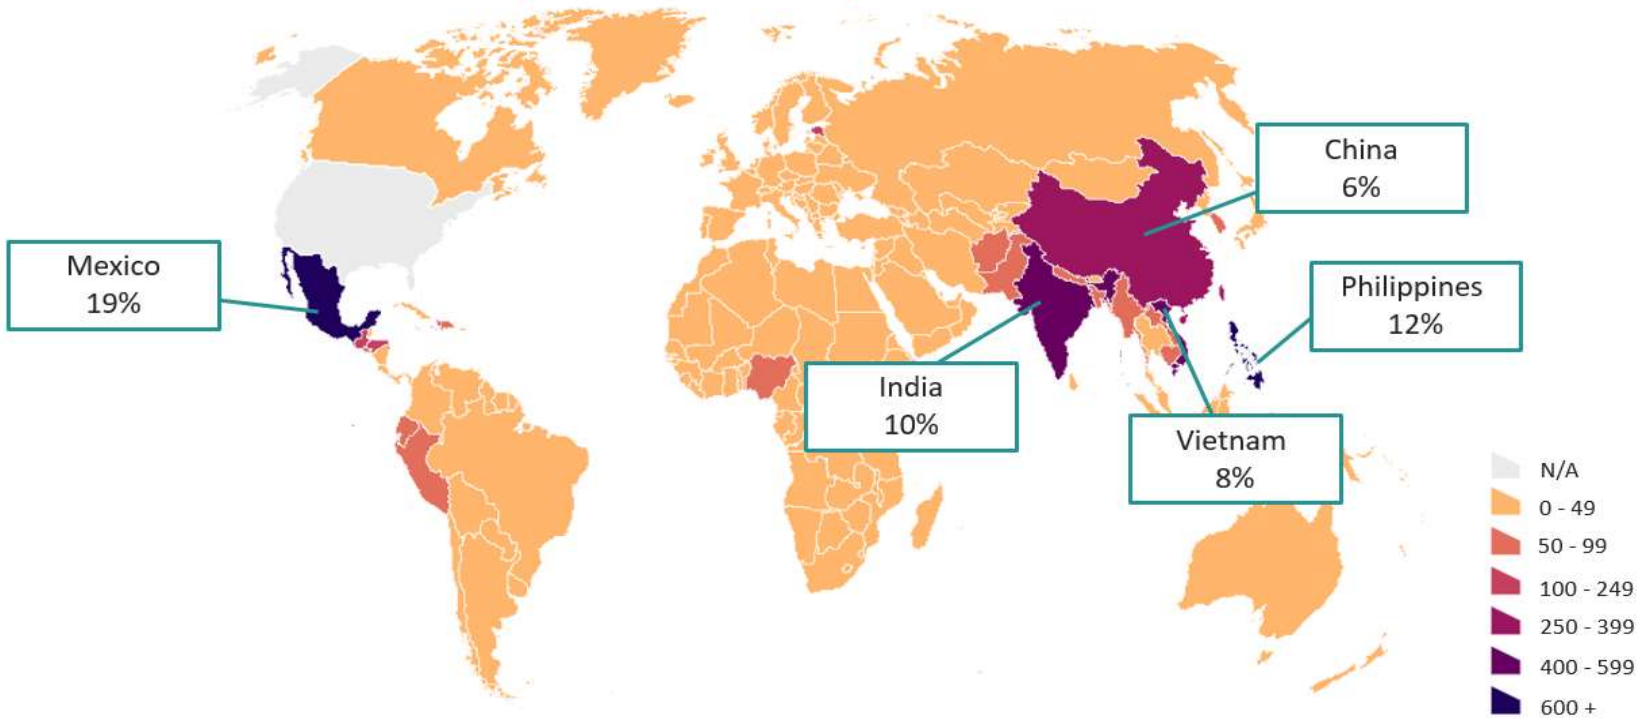 China
6%
Mexico
19%
Philippines
12%
India
10%
Vietnam
8%
N/A
0 - 49
50 - 99
100 - 249
250 - 399
400 - 599
600 +